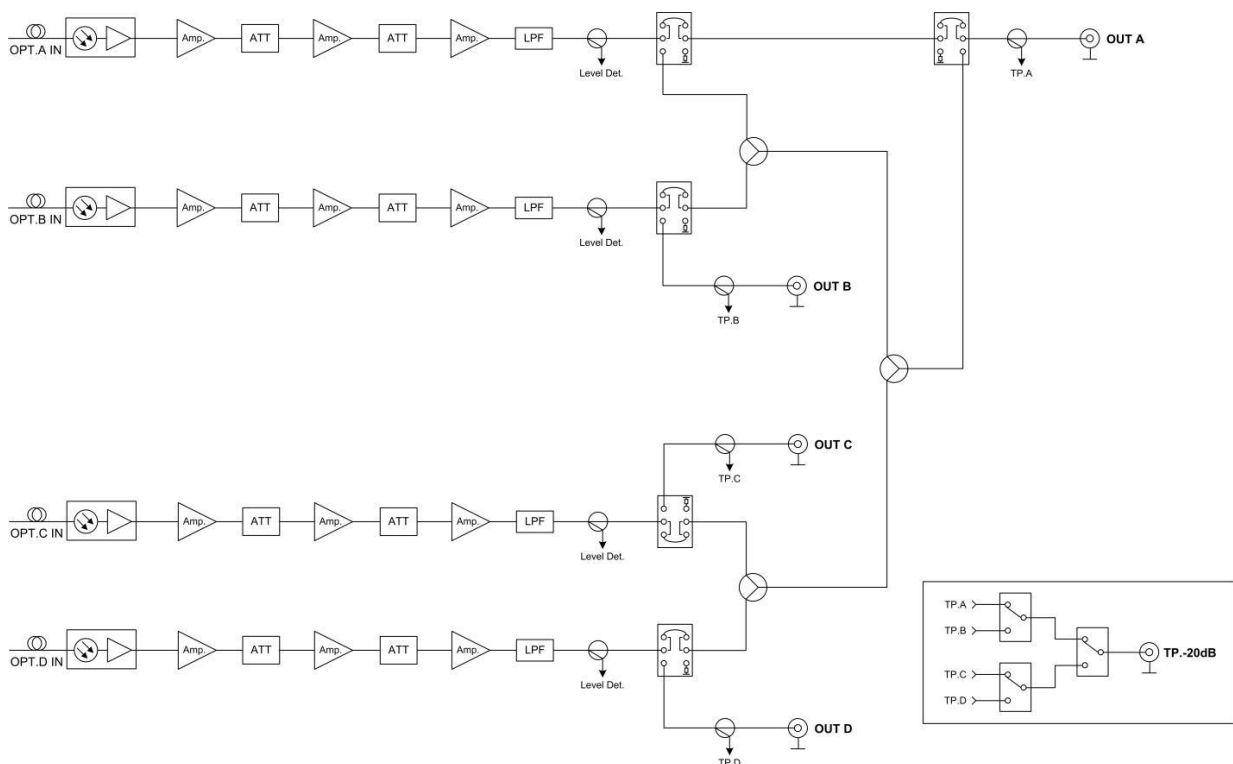 OPT.A IN
Amp.
ATT
Amp.
ATT
Amp.
LPF
Level Det.
TP.A
OUT A
OPT.B IN
Amp.
ATT
Amp.
ATT
Amp.
LPF
Level Det.
TP.B
OUT B
TP.C
OUT C
OPT.C IN
Amp.
ATT
Amp.
ATT
Amp.
LPF
Level Det.
OPT.D IN
Amp.
ATT
Amp.
ATT
Amp.
LPF
Level Det.
TP.D
OUT D
TP.A
TP.B
TP.C
TP.D
TP.-20dB